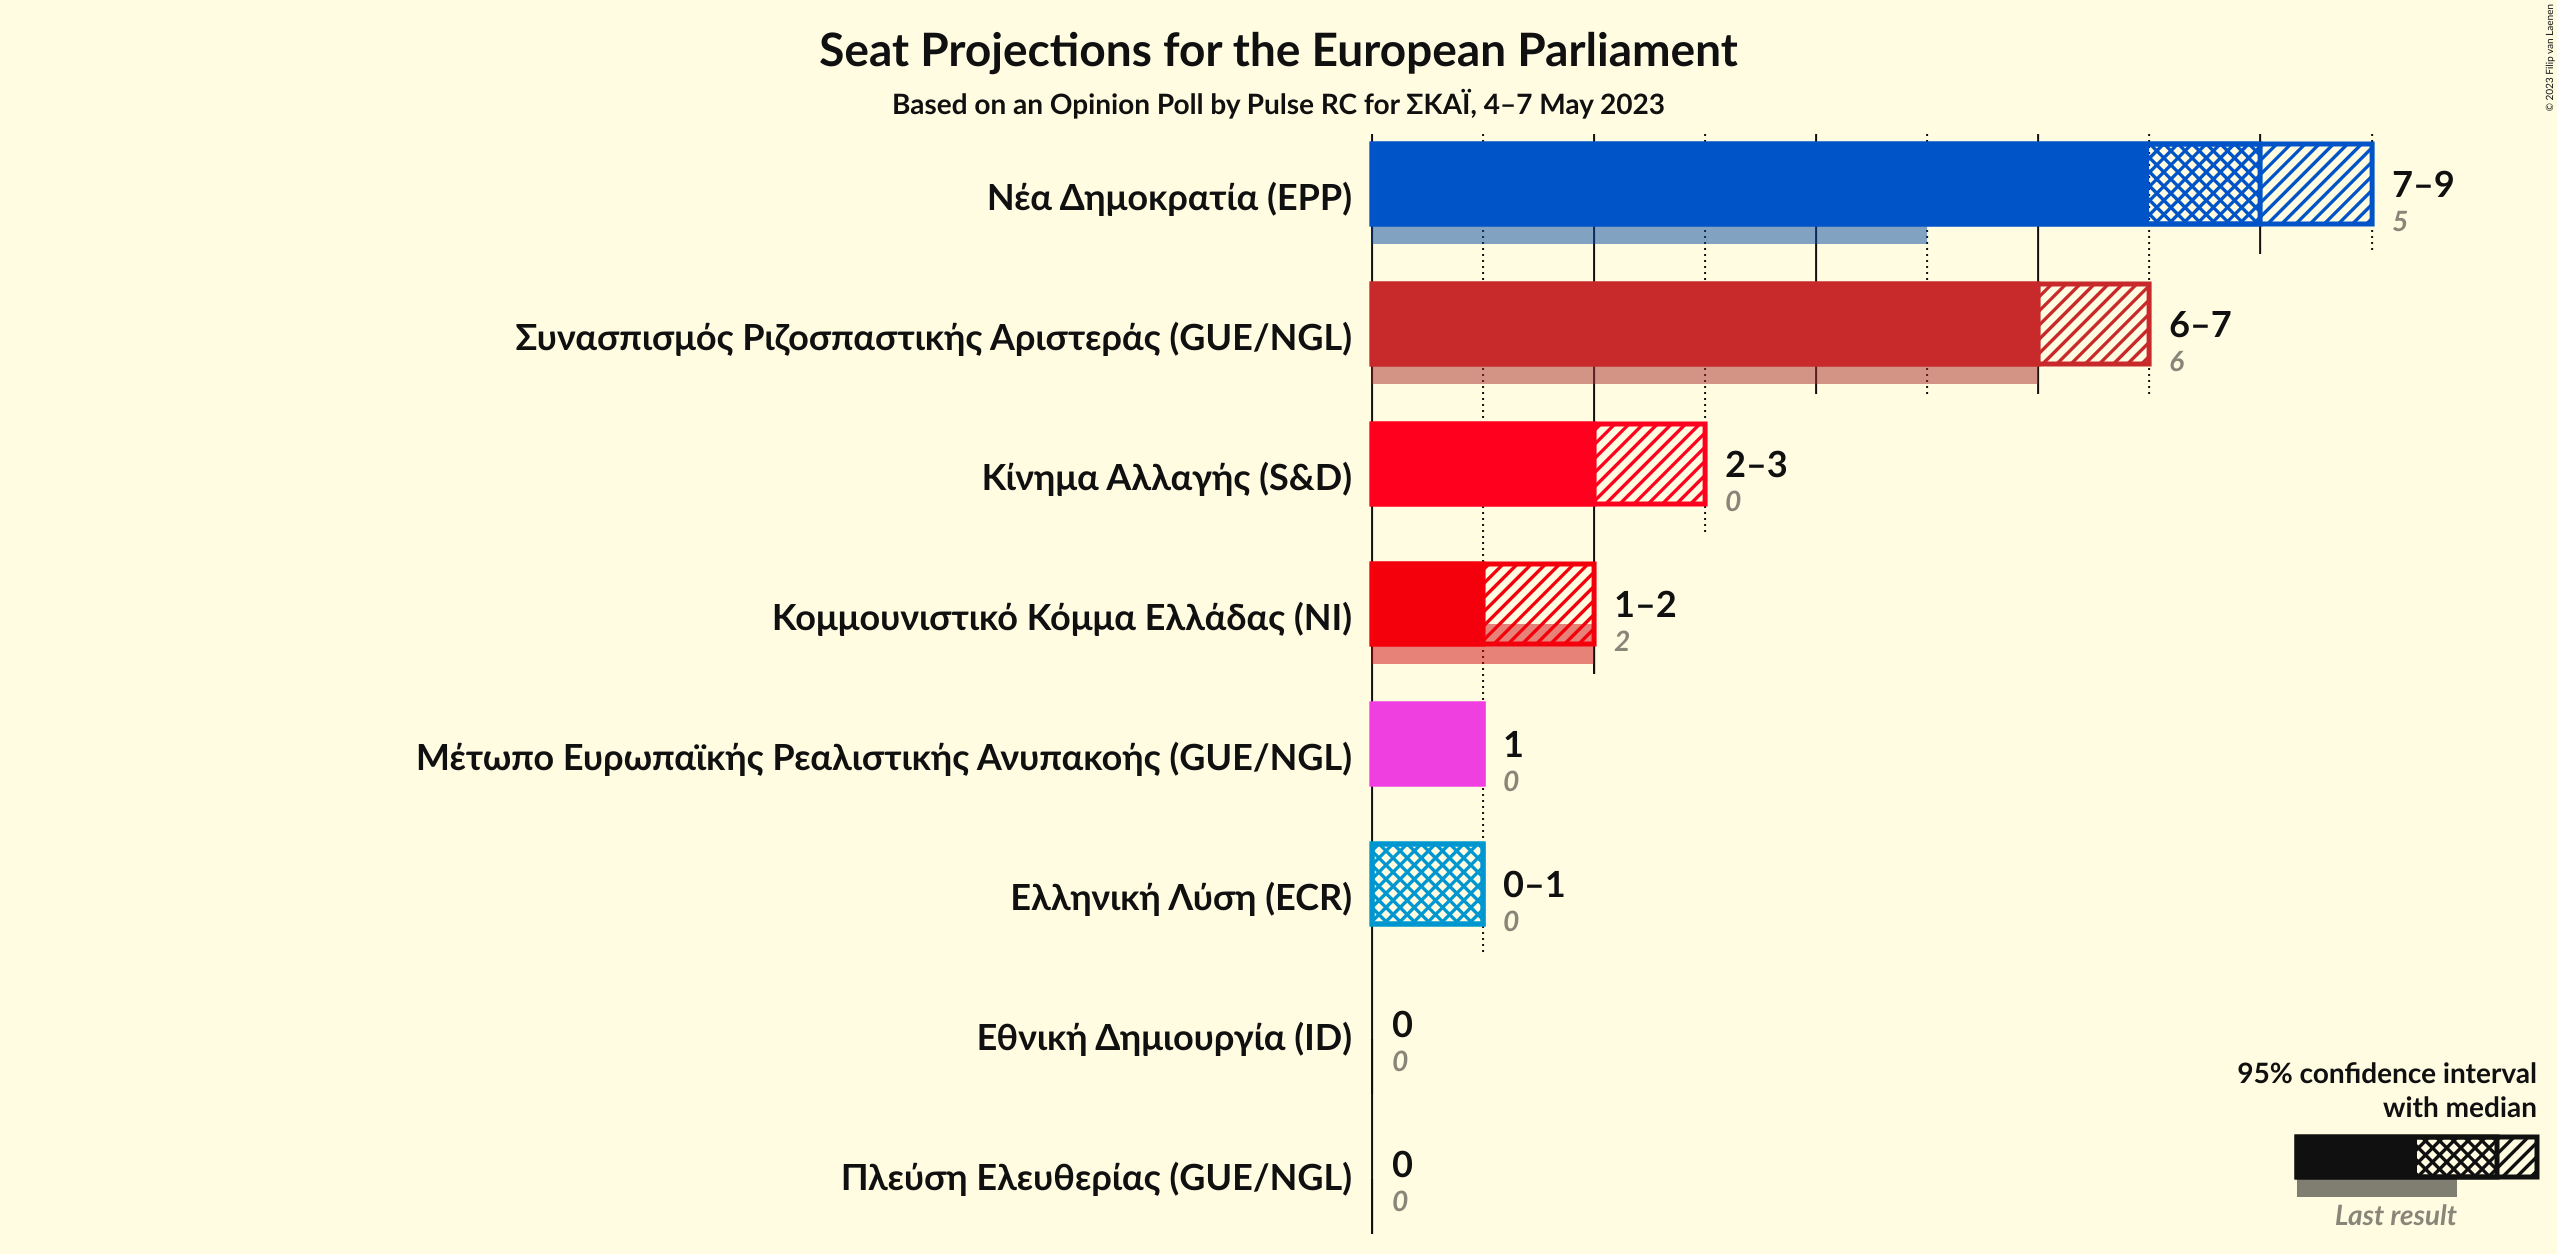 Seat Projections for the European Parliament
Based on an Opinion Poll by Pulse RC for ΣΚΑΪ, 4–7 May 2023
© 2023 Filip van Laenen
Νέα Δημοκρατία (EPP)
7–9
5
Συνασπισμός Ριζοσπαστικής Αριστεράς (GUE/NGL)
6–7
6
Κίνημα Αλλαγής (S&D)
2–3
0
Κομμουνιστικό Κόμμα Ελλάδας (NI)
1–2
2
Μέτωπο Ευρωπαϊκής Ρεαλιστικής Ανυπακοής (GUE/NGL)
1
0
Ελληνική Λύση (ECR)
0–1
0
Εθνική Δημιουργία (ID)
0
0
Πλεύση Ελευθερίας (GUE/NGL)
0
0
95% confidence interval
with median
Last result